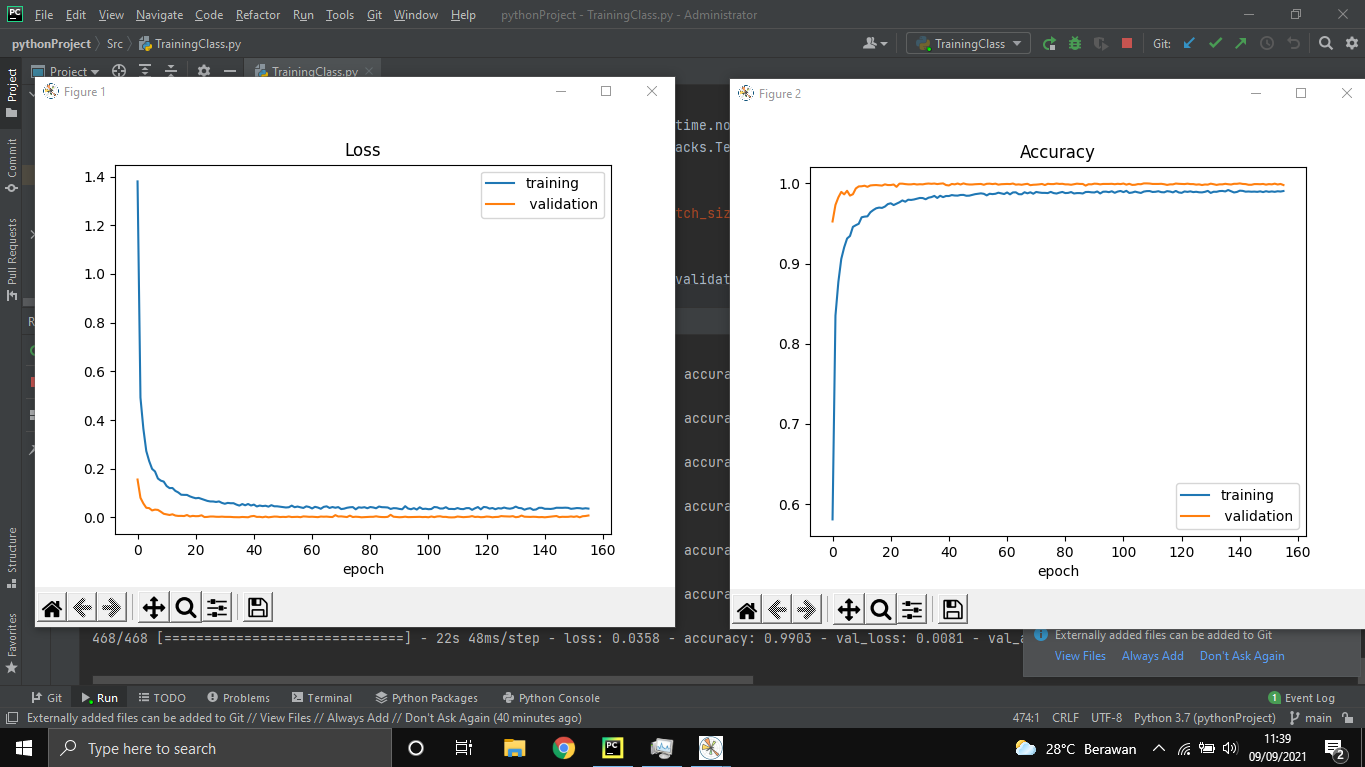 PC File Edit View Navigate Code Refactor Run Tools Git Window Help pythonProject - TrainingClass.py - Administrator
pythonProject Src TrainingClass.py TrainingClass Git:
Project TrainingClass.py
Project
Commit
Pull Requests
Structure
Favorites
Figure 1
Loss
training
validation
1.4
1.2
1.0
0.8
0.6
0.4
0.2
0.0
0 20 40 60 80 100 120 140 160
epoch
time.no
acks.Te
tch_siz
validat
accura
accura
accura
accura
accura
accura
Figure 2
Accuracy
1.0
0.9
0.8
0.7
0.6
training
validation
0 20 40 60 80 100 120 140 160
epoch
468/468 [==============================] - 22s 48ms/step - loss: 0.0358 - accuracy: 0.9903 - val_loss: 0.0081 - val_a
Externally added files can be added to Git
View Files Always Add Don't Ask Again
Git Run TODO Problems Terminal Python Packages Python Console 1 Event Log
Externally added files can be added to Git // View Files // Always Add // Don't Ask Again (40 minutes ago) 474:1 CRLF UTF-8 Python 3.7 (pythonProject) main
Type here to search PC 28°C Berawan 11:39
09/09/2021 2